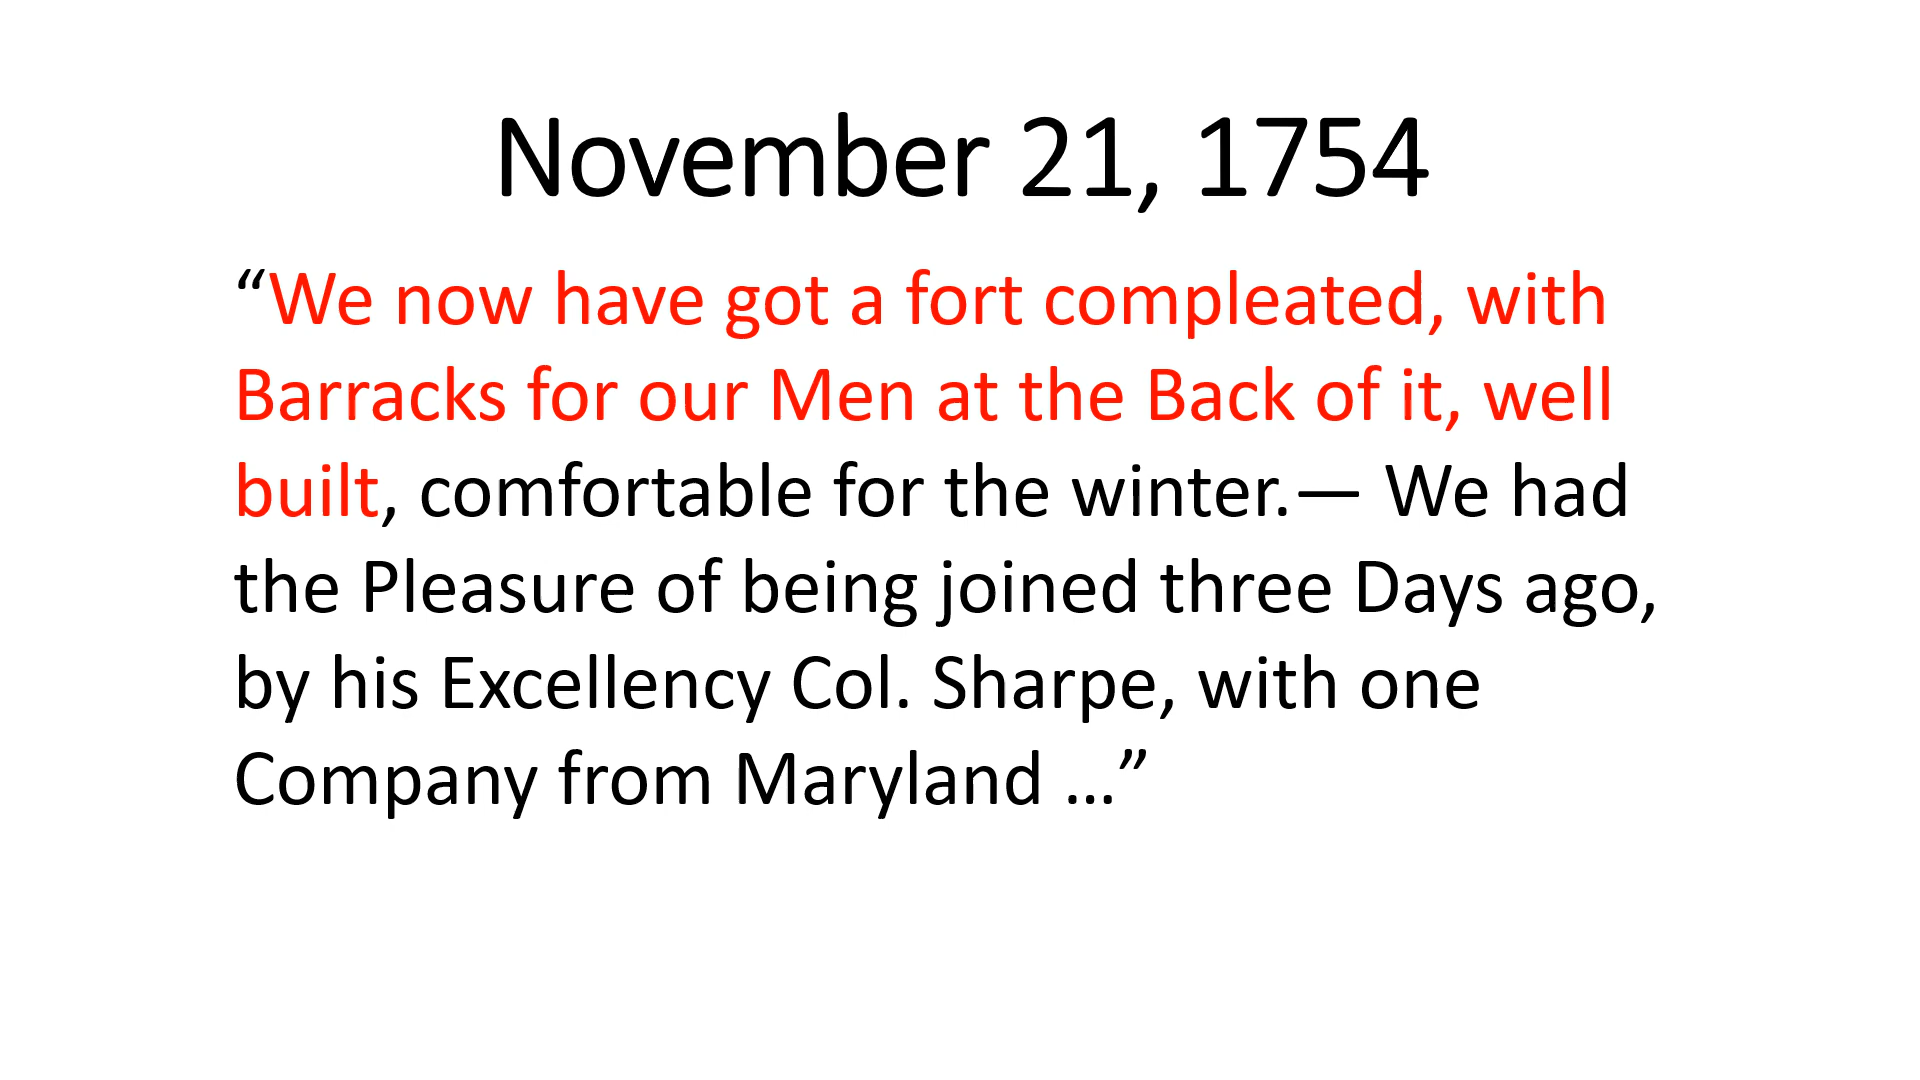 November 21, 1754
“We now have got a fort compleated, with
Barracks for our Men at the Back of it, well
built, comfortable for the winter.— We had
the Pleasure of being joined three Days ago,
by his Excellency Col. Sharpe, with one
Company from Maryland …”